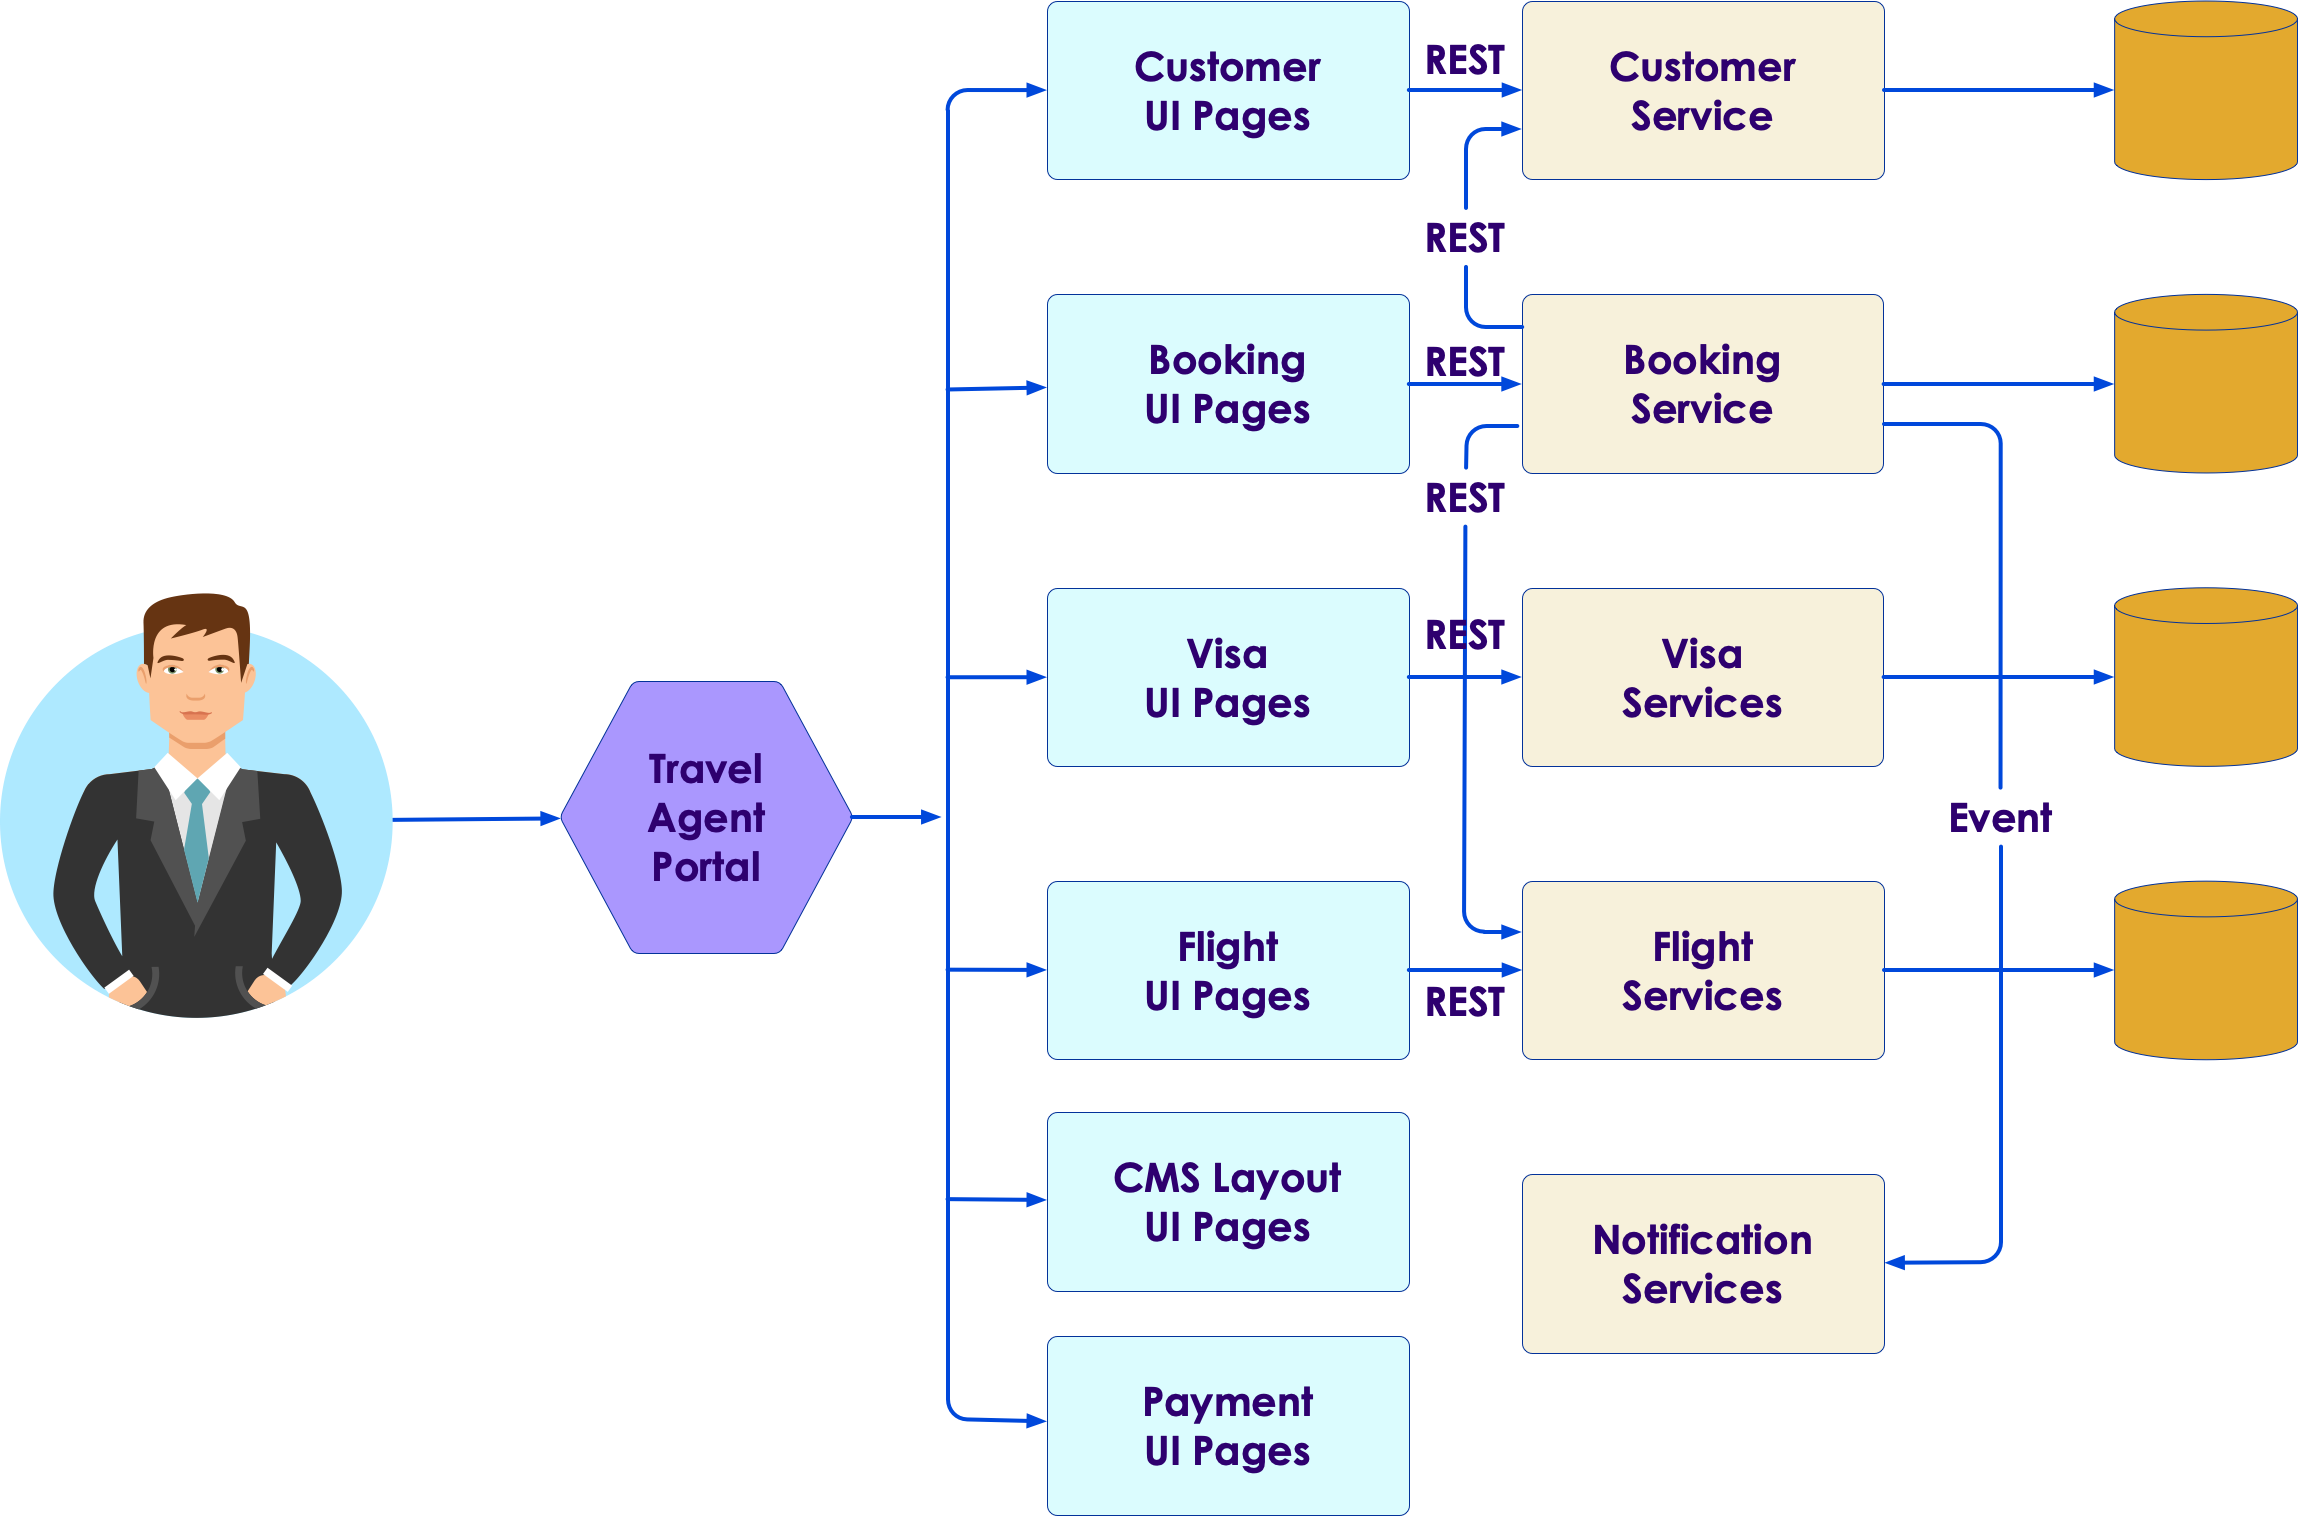 Customer
UI Pages
REST
Customer
Service
REST
Booking
UI Pages
REST
Booking
Service
REST
Visa
UI Pages
REST
Visa
Services
Travel
Agent
Portal
Event
Flight
UI Pages
REST
Flight
Services
CMS Layout
UI Pages
Notification
Services
Payment
UI Pages